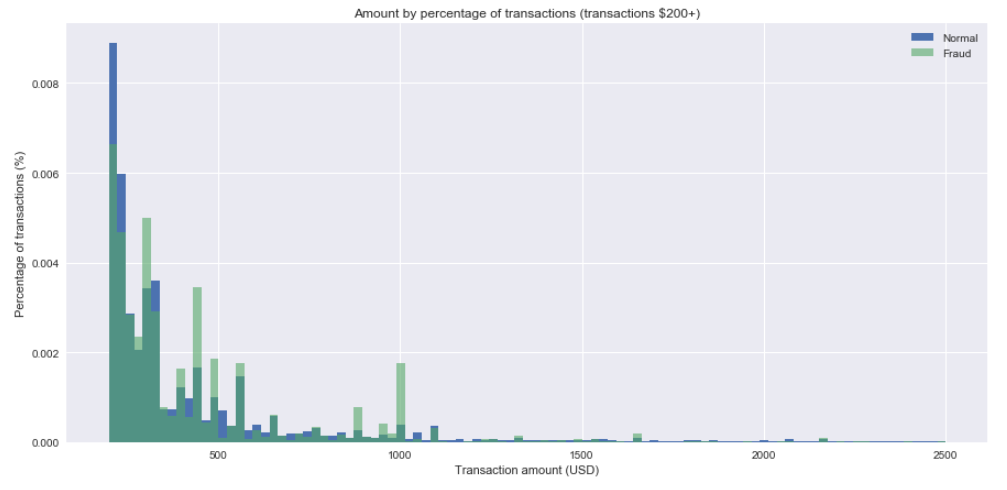 Amount by percentage of transactions (transactions $200+)
Normal
Fraud
Percentage of transactions (%)
0.008
0.006
0.004
0.002
0.000
500
1000
1500
2000
2500
Transaction amount (USD)